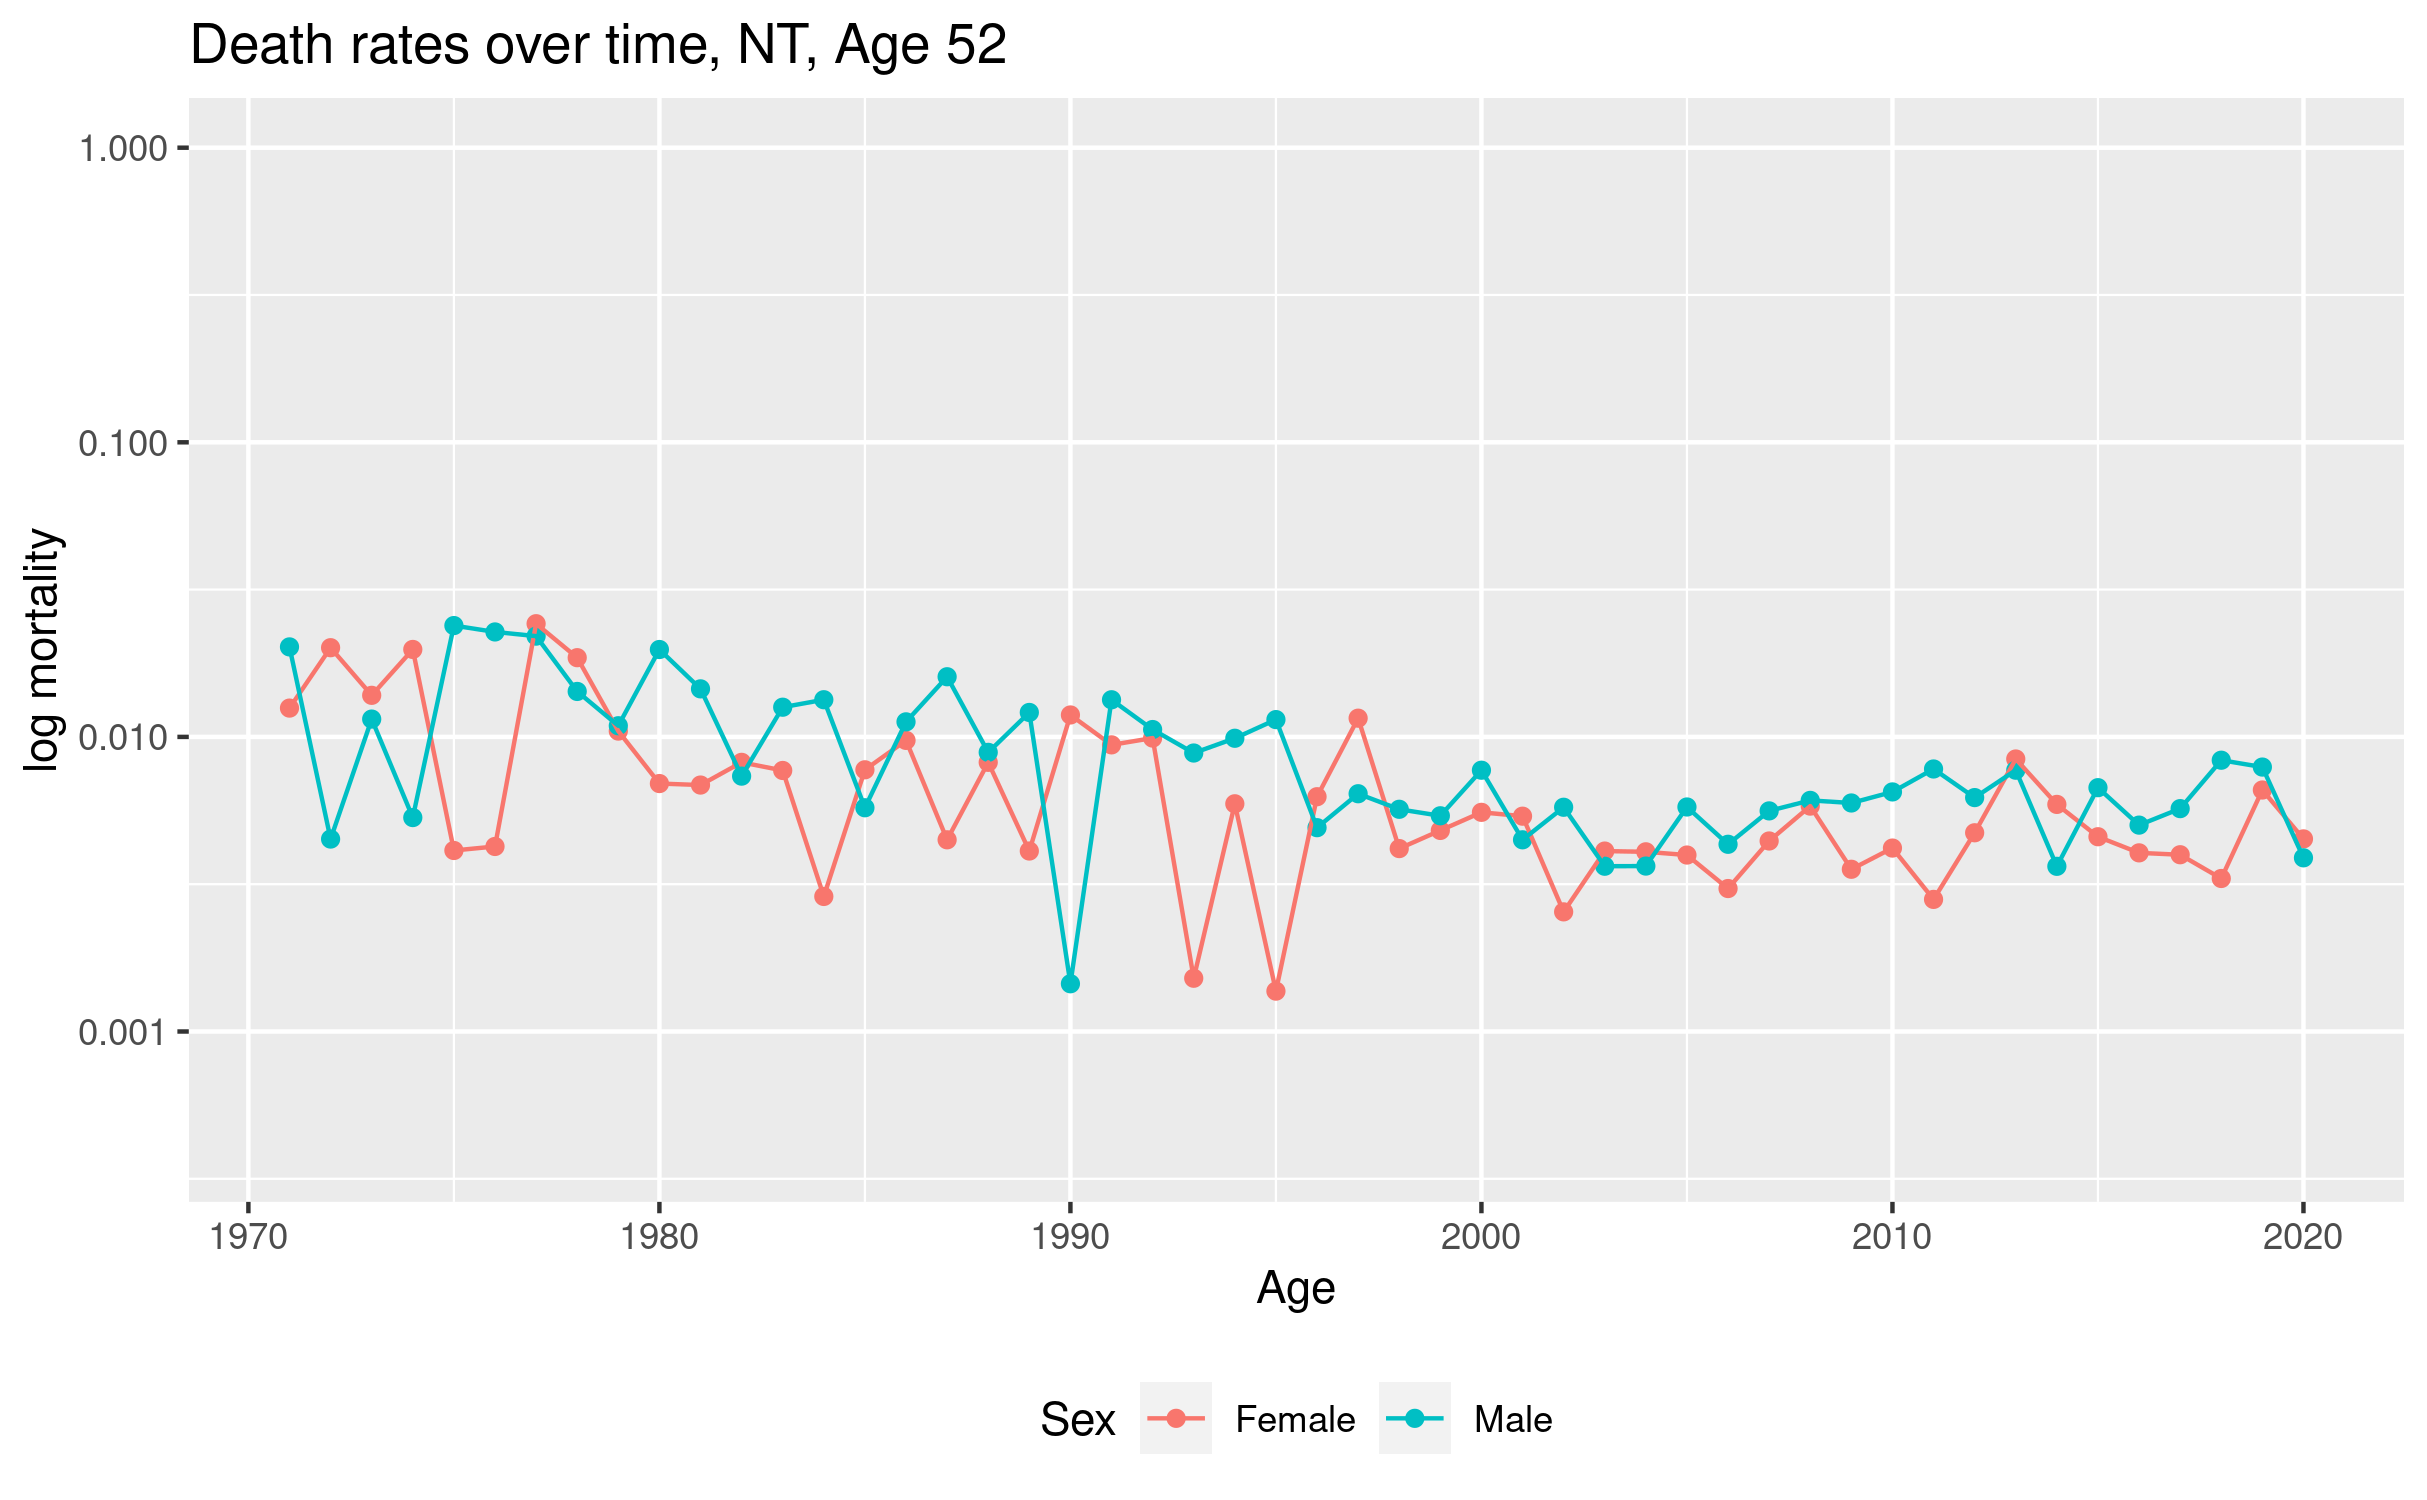 Death rates over time, NT, Age 52
log mortality
1.000
0.100
0.010
0.001
1970 1980 1990 2000 2010 2020
Age
Sex Female Male